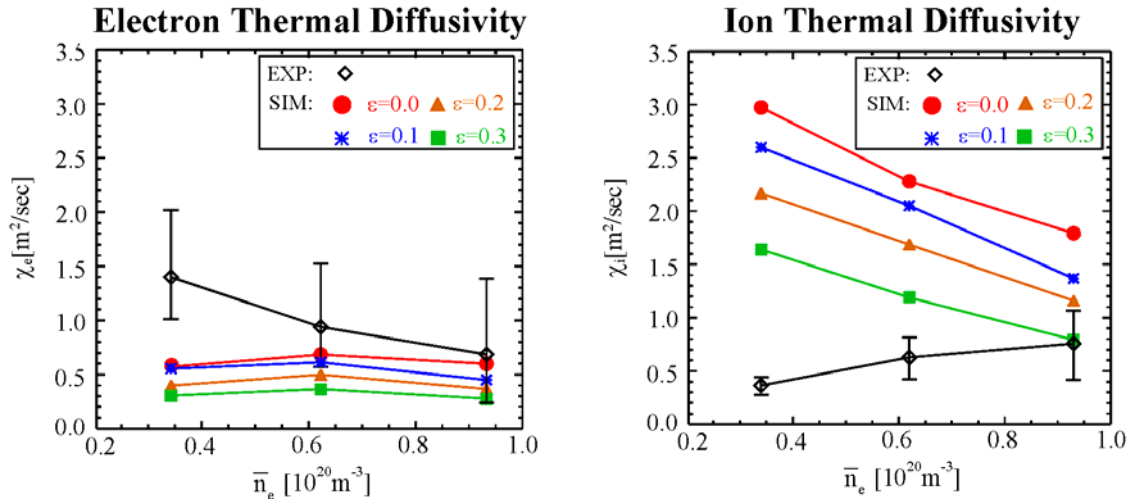 Electron Thermal Diffusivity
3.5
3.0
2.5
2.0
1.5
1.0
0.5
0.0
χe[m²/sec]
EXP:
SIM: ε=0.0 ε=0.2
ε=0.1 ε=0.3
0.2 0.4 0.6 0.8 1.0
n̅e [10²⁰m⁻³]
Ion Thermal Diffusivity
3.5
3.0
2.5
2.0
1.5
1.0
0.5
0.0
χi[m²/sec]
EXP:
SIM: ε=0.0 ε=0.2
ε=0.1 ε=0.3
0.2 0.4 0.6 0.8 1.0
n̅e [10²⁰m⁻³]